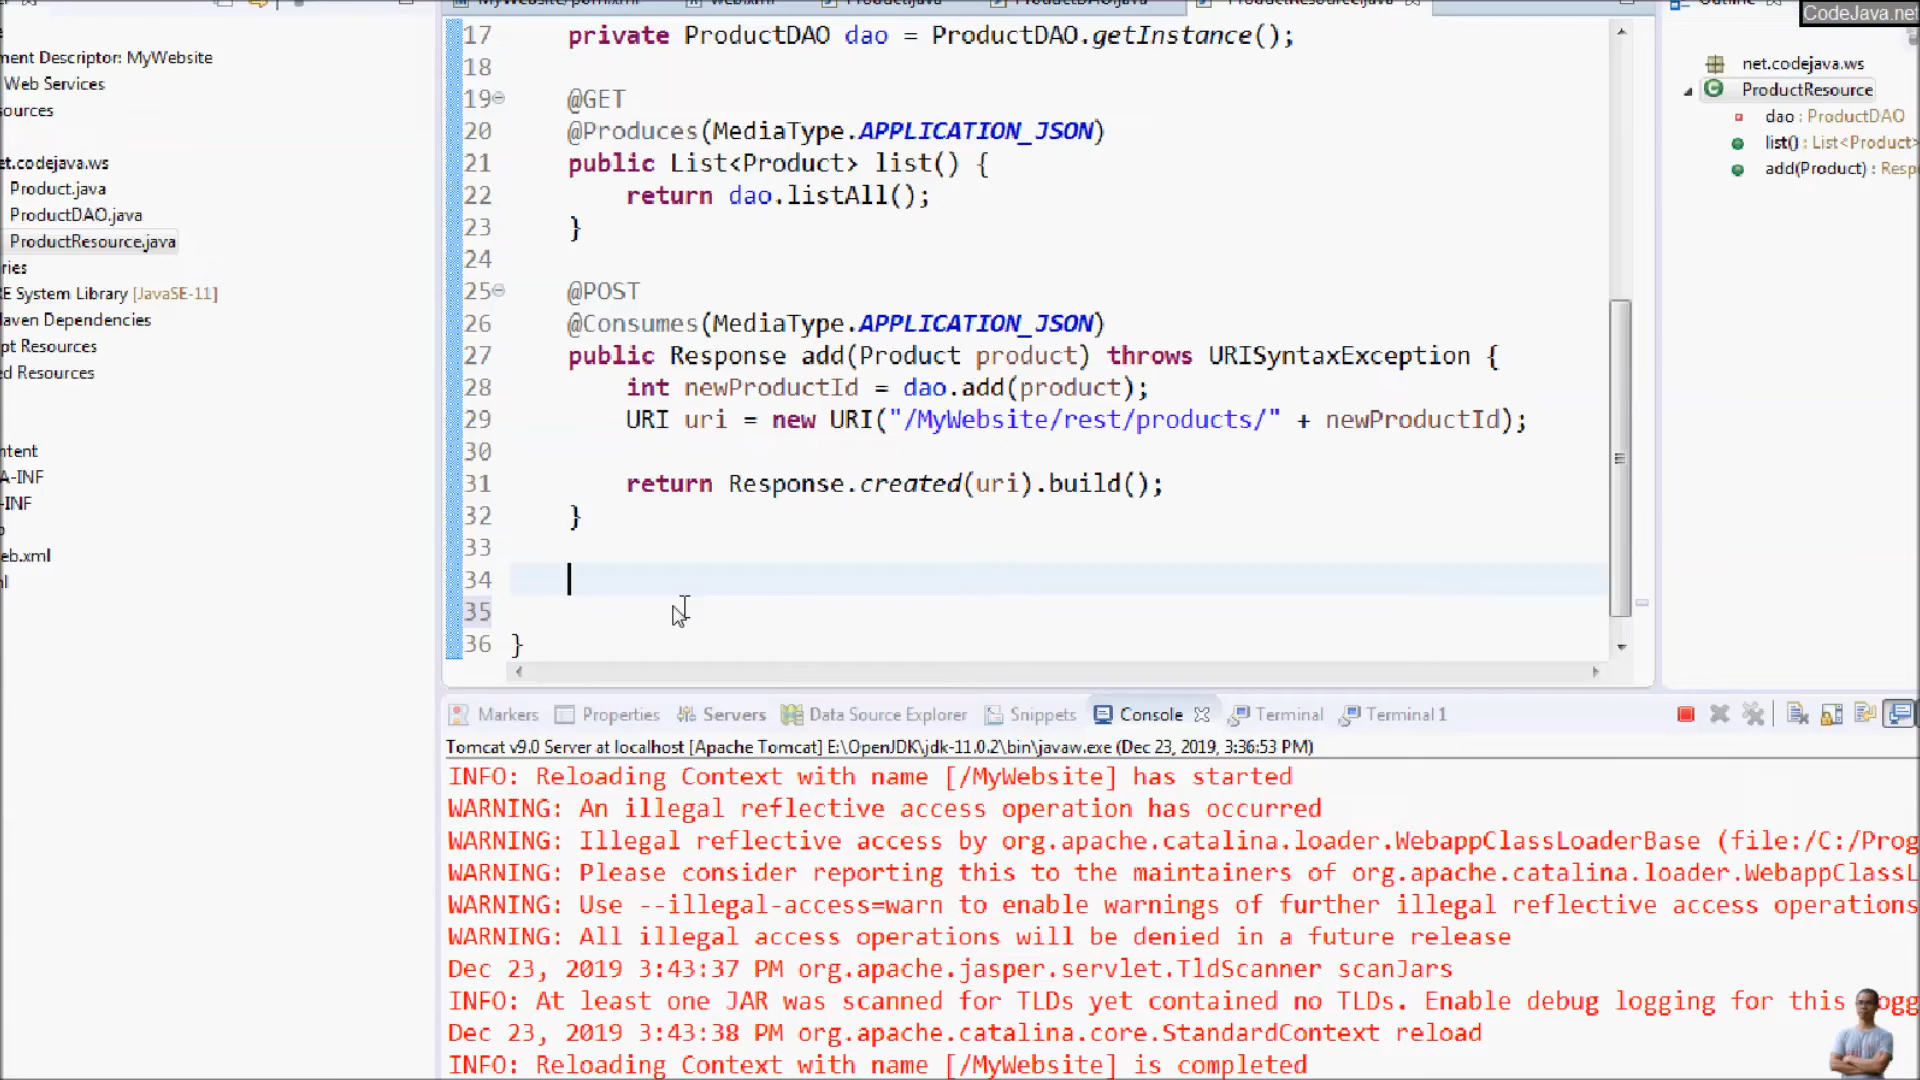 CodeJava.net
ment Descriptor: MyWebsite
Web Services
sources
et.codejava.ws
Product.java
ProductDAO.java
ProductResource.java
ries
RE System Library [JavaSE-11]
Maven Dependencies
pt Resources
ed Resources
ntent
A-INF
-INF
eb.xml
17 private ProductDAO dao = ProductDAO.getInstance();
18
19 @GET
20 @Produces(MediaType.APPLICATION_JSON)
21 public List<Product> list() {
22 return dao.listAll();
23 }
24
25 @POST
26 @Consumes(MediaType.APPLICATION_JSON)
27 public Response add(Product product) throws URISyntaxException {
28 int newProductId = dao.add(product);
29 URI uri = new URI("/MyWebsite/rest/products/" + newProductId);
30
31 return Response.created(uri).build();
32 }
33
34
35
36 }
net.codejava.ws
ProductResource
dao : ProductDAO
list() : List<Product>
add(Product) : Resp
Markers Properties Servers Data Source Explorer Snippets Console Terminal Terminal 1
Tomcat v9.0 Server at localhost [Apache Tomcat] E:\OpenJDK\jdk-11.0.2\bin\javaw.exe (Dec 23, 2019, 3:36:53 PM)
INFO: Reloading Context with name [/MyWebsite] has started
WARNING: An illegal reflective access operation has occurred
WARNING: Illegal reflective access by org.apache.catalina.loader.WebappClassLoaderBase (file:/C:/Prog
WARNING: Please consider reporting this to the maintainers of org.apache.catalina.loader.WebappClassL
WARNING: Use --illegal-access=warn to enable warnings of further illegal reflective access operations
WARNING: All illegal access operations will be denied in a future release
Dec 23, 2019 3:43:37 PM org.apache.jasper.servlet.TldScanner scanJars
INFO: At least one JAR was scanned for TLDs yet contained no TLDs. Enable debug logging for this logg
Dec 23, 2019 3:43:38 PM org.apache.catalina.core.StandardContext reload
INFO: Reloading Context with name [/MyWebsite] is completed